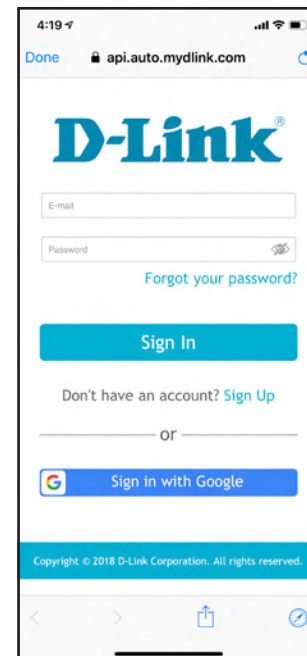 4:19
Done api.auto.mydlink.com
D-Link®
E-mail
Password
Forgot your password?
Sign In
Don't have an account? Sign Up
or
G Sign in with Google
Copyright © 2018 D-Link Corporation. All rights reserved.